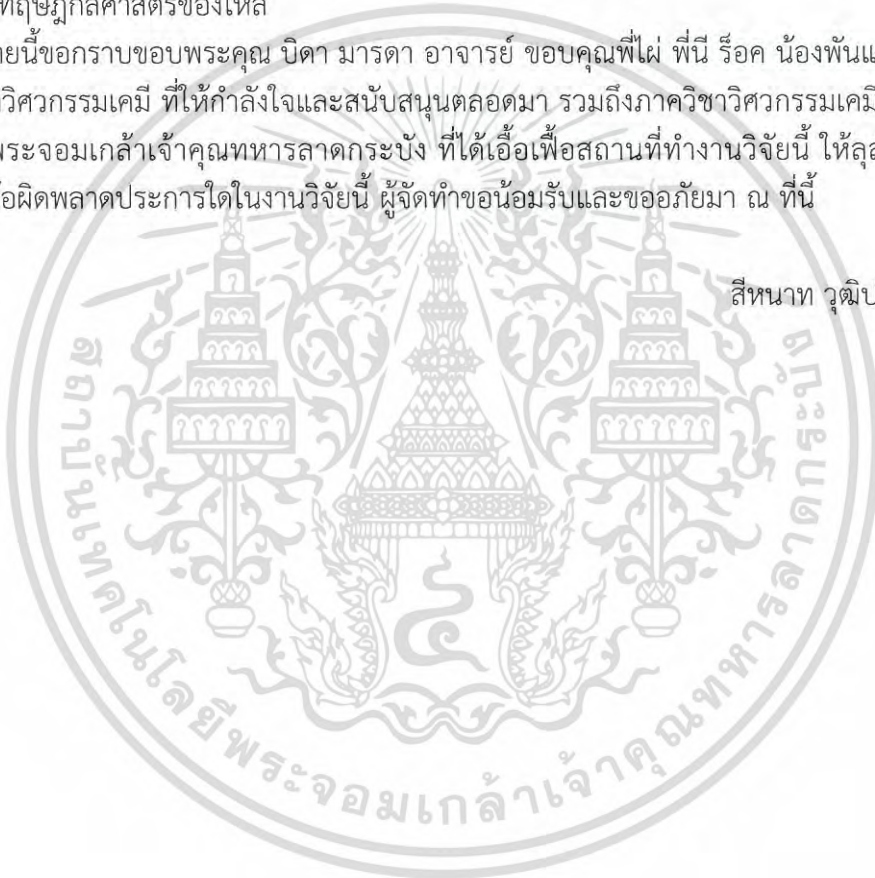 ทฤษฎีกลศาสตร์ของไหล
ายนี้ขอกราบขอบพระคุณ บิดา มารดา อาจารย์ ขอบคุณพี่ไผ่ พี่นี ร็อค น้องพันแ
าวิศวกรรมเคมี ที่ให้กำลังใจและสนับสนุนตลอดมา รวมถึงภาควิชาวิศวกรรมเคมี
พระจอมเกล้าเจ้าคุณทหารลาดกระบัง ที่ได้เอื้อเฟื้อสถานที่ทำงานวิจัยนี้ ให้ลุล
้อผิดพลาดประการใดในงานวิจัยนี้ ผู้จัดทำขอน้อมรับและขออภัยมา ณ ที่นี้
สีหนาท วุฒิป
สถาบันเทคโนโลยีพระจอมเกล้าเจ้าคุณทหารลาดกระบัง
๔